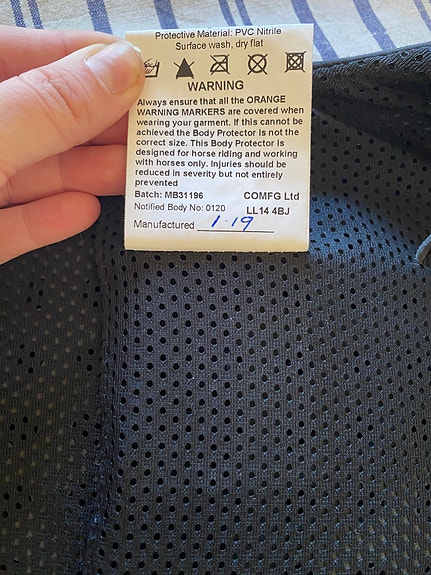 Protective Material: PVC Nitrile
Surface wash, dry flat
WARNING
Always ensure that all the ORANGE
WARNING MARKERS are covered when
wearing your garment. If this cannot be
achieved the Body Protector is not the
correct size. This Body Protector is
designed for horse riding and working
with horses only. Injuries should be
reduced in severity but not entirely
prevented
Batch: MB31196 COMFG Ltd
Notified Body No: 0120 LL14 4BJ
Manufactured 1·19